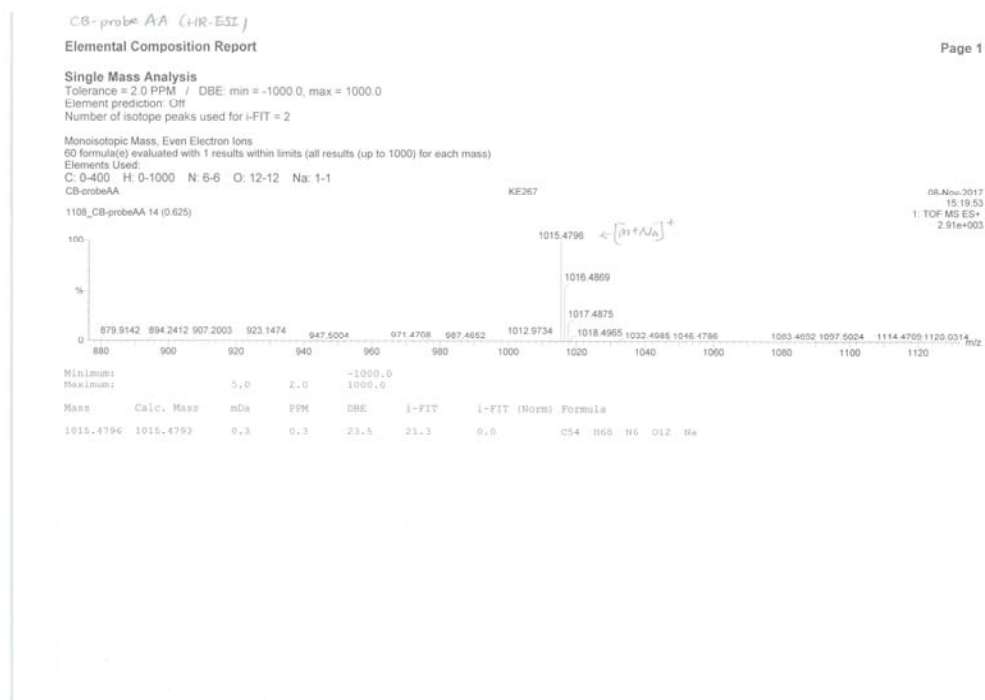 CB-probe AA (HR-ESI)
Elemental Composition Report Page 1
Single Mass Analysis
Tolerance = 2.0 PPM / DBE: min = -1000.0, max = 1000.0
Element prediction: Off
Number of isotope peaks used for i-FIT = 2
Monoisotopic Mass, Even Electron Ions
60 formula(e) evaluated with 1 results within limits (all results (up to 1000) for each mass)
Elements Used:
C: 0-400 H: 0-1000 N: 6-6 O: 12-12 Na: 1-1
CB-probeAA KE267 08-Nov-2017
15:19:53
1108_CB-probeAA 14 (0.625) 1: TOF MS ES+
2.91e+003
100 1015.4796 ←[m+Na]+
1016.4869
%
1017.4875
879.9142 894.2412 907.2003 923.1474 947.5004 971.4708 987.4652 1012.9734 1018.4965 1032.4985 1046.4786 1083.4692 1097.5024 1114.4709 1120.0314
0 m/z
880 900 920 940 960 980 1000 1020 1040 1060 1080 1100 1120
Minimum: -1000.0
Maximum: 5.0 2.0 1000.0
Mass Calc. Mass mDa PPM DBE i-FIT i-FIT (Norm) Formula
1015.4796 1015.4793 0.3 0.3 23.5 21.3 0.0 C54 H68 N6 O12 Na